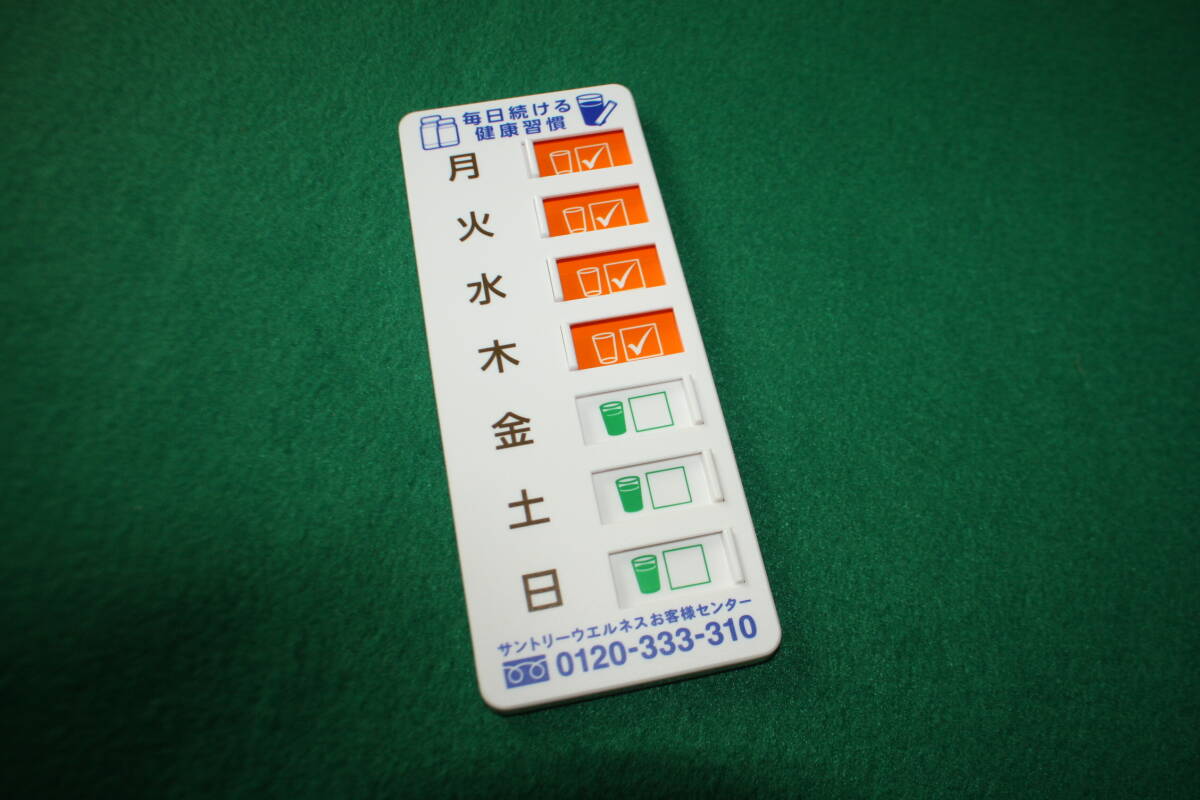 毎日続ける
健康習慣
月
火
水
木
金
土
日
サントリーウエルネスお客様センター
0120-333-310